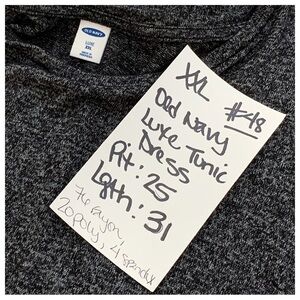 OLD NAVY
LUXE
XXL
XXL
#48
Old Navy
Luxe Tunic
Dress
Pit: 25
Lgth: 31
76 rayon,
20 poly, 4 spandex